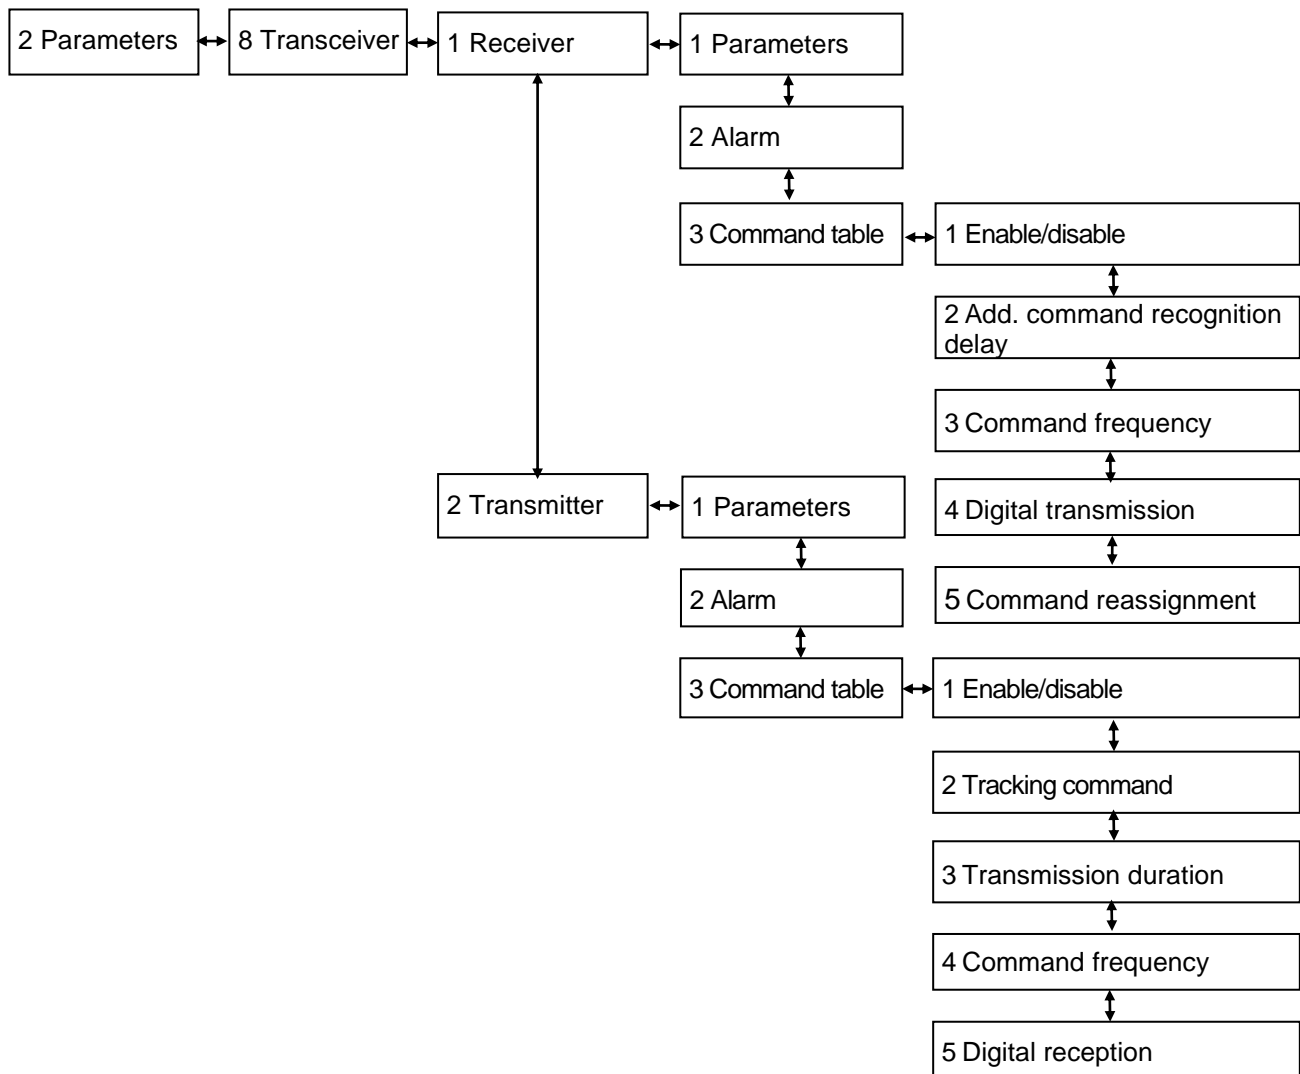 2 Parameters
8 Transceiver
1 Receiver
1 Parameters
2 Alarm
3 Command table
1 Enable/disable
2 Add. command recognition
delay
3 Command frequency
4 Digital transmission
5 Command reassignment
2 Transmitter
1 Parameters
2 Alarm
3 Command table
1 Enable/disable
2 Tracking command
3 Transmission duration
4 Command frequency
5 Digital reception